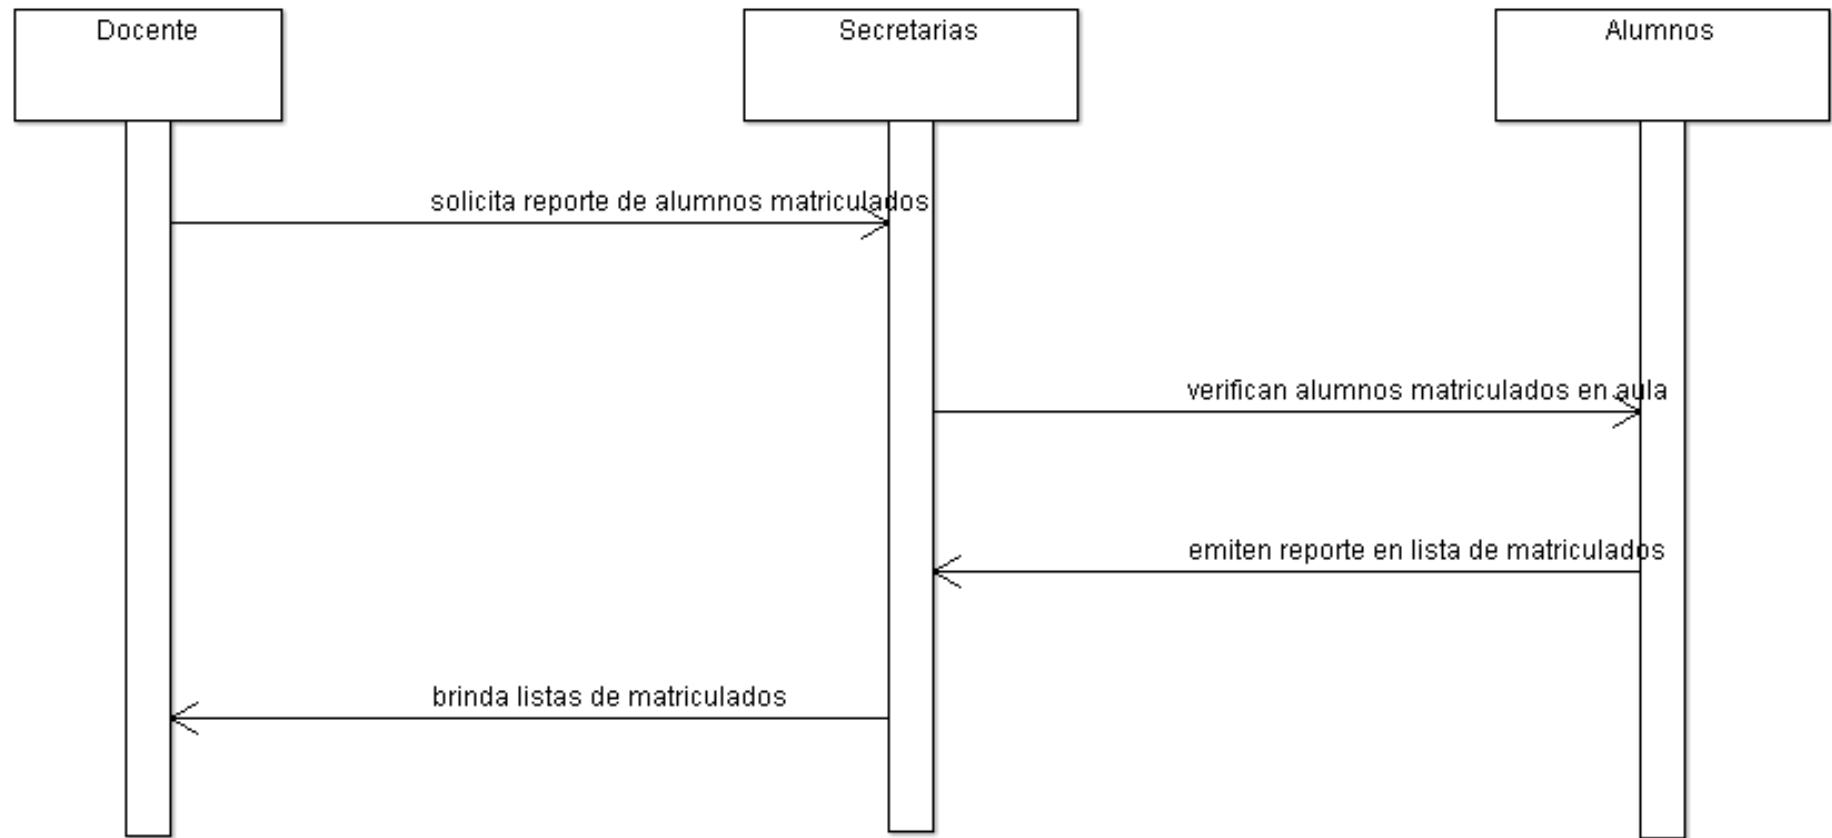 Docente
Secretarias
Alumnos
solicita reporte de alumnos matriculados
verifican alumnos matriculados en aula
emiten reporte en lista de matriculados
brinda listas de matriculados